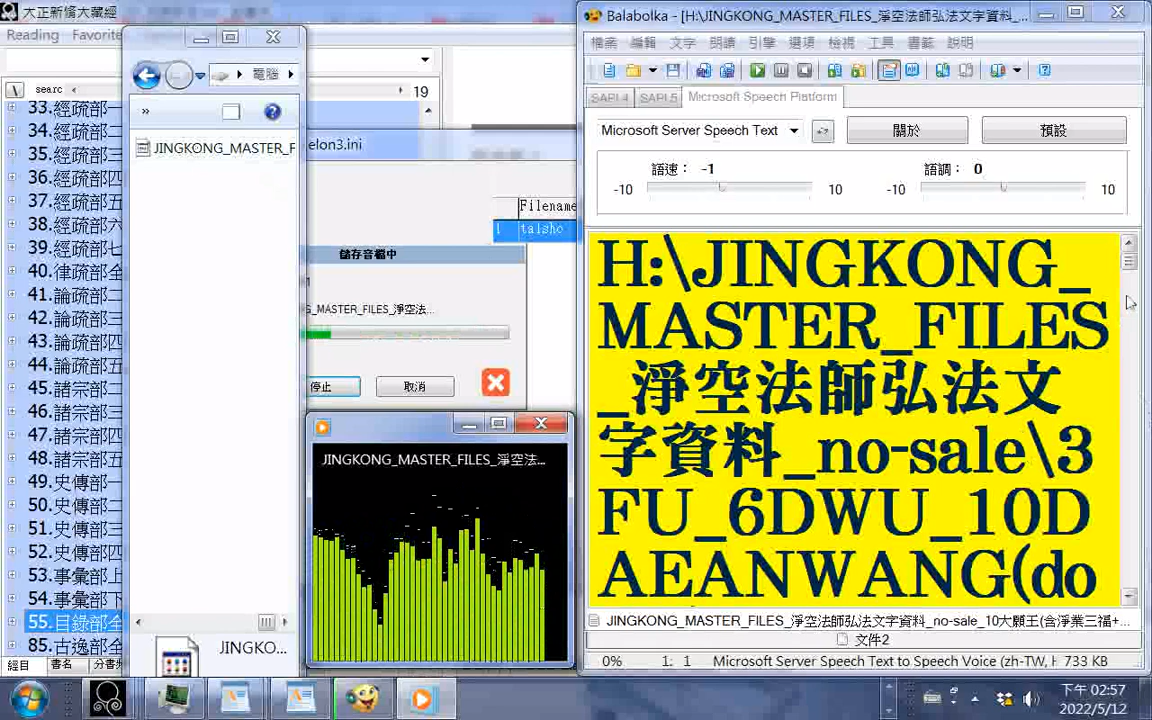 大正新脩大藏經
Reading Favorite
searc
19
33.經疏部一
34.經疏部二
35.經疏部三
36.經疏部四
37.經疏部五
38.經疏部六
39.經疏部七
40.律疏部全
41.論疏部一
42.論疏部二
43.論疏部三
44.論疏部五
45.諸宗部二
46.諸宗部三
47.諸宗部四
48.諸宗部五
49.史傳部一
50.史傳部二
51.史傳部三
52.史傳部四
53.事彙部上
54.事彙部下
55.目錄部全
85.古逸部全
經目 書名 分書
電腦
JINGKONG_MASTER_F
JINGKO...
elon3.ini
Filename
1 taisho
儲存音檔中
G_MASTER_FILES_淨空法...
停止 取消
JINGKONG_MASTER_FILES_淨空法...
Balabolka - [H:\JINGKONG_MASTER_FILES_淨空法師弘法文字資料_...
檔案 編輯 文字 朗讀 引擎 選項 檢視 工具 書籤 說明
SAPI 4 SAPI 5 Microsoft Speech Platform
Microsoft Server Speech Text 關於 預設
語速： -1 語調： 0
-10 10 -10 10
H:\JINGKONG_
MASTER_FILES
_淨空法師弘法文
字資料_no-sale\3
FU_6DWU_10D
AEANWANG(do
JINGKONG_MASTER_FILES_淨空法師弘法文字資料_no-sale_10大願王(含淨業三福+...
文件2
0% 1: 1 Microsoft Server Speech Text to Speech Voice (zh-TW, H 733 KB
下午 02:57
2022/5/12